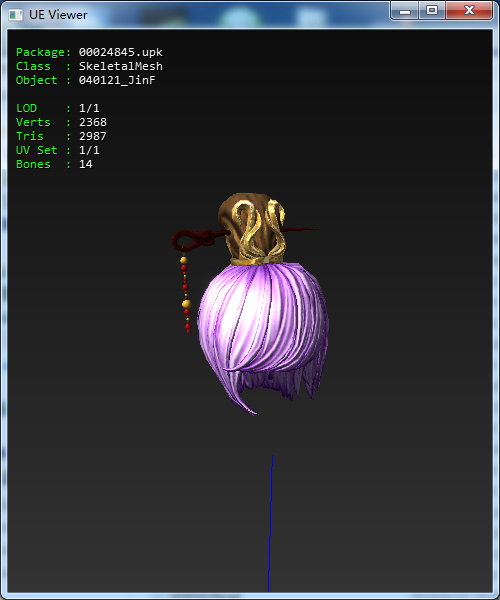 UE Viewer
Package: 00024845.upk
Class  : SkeletalMesh
Object : 040121_JinF
LOD    : 1/1
Verts  : 2368
Tris   : 2987
UV Set : 1/1
Bones  : 14